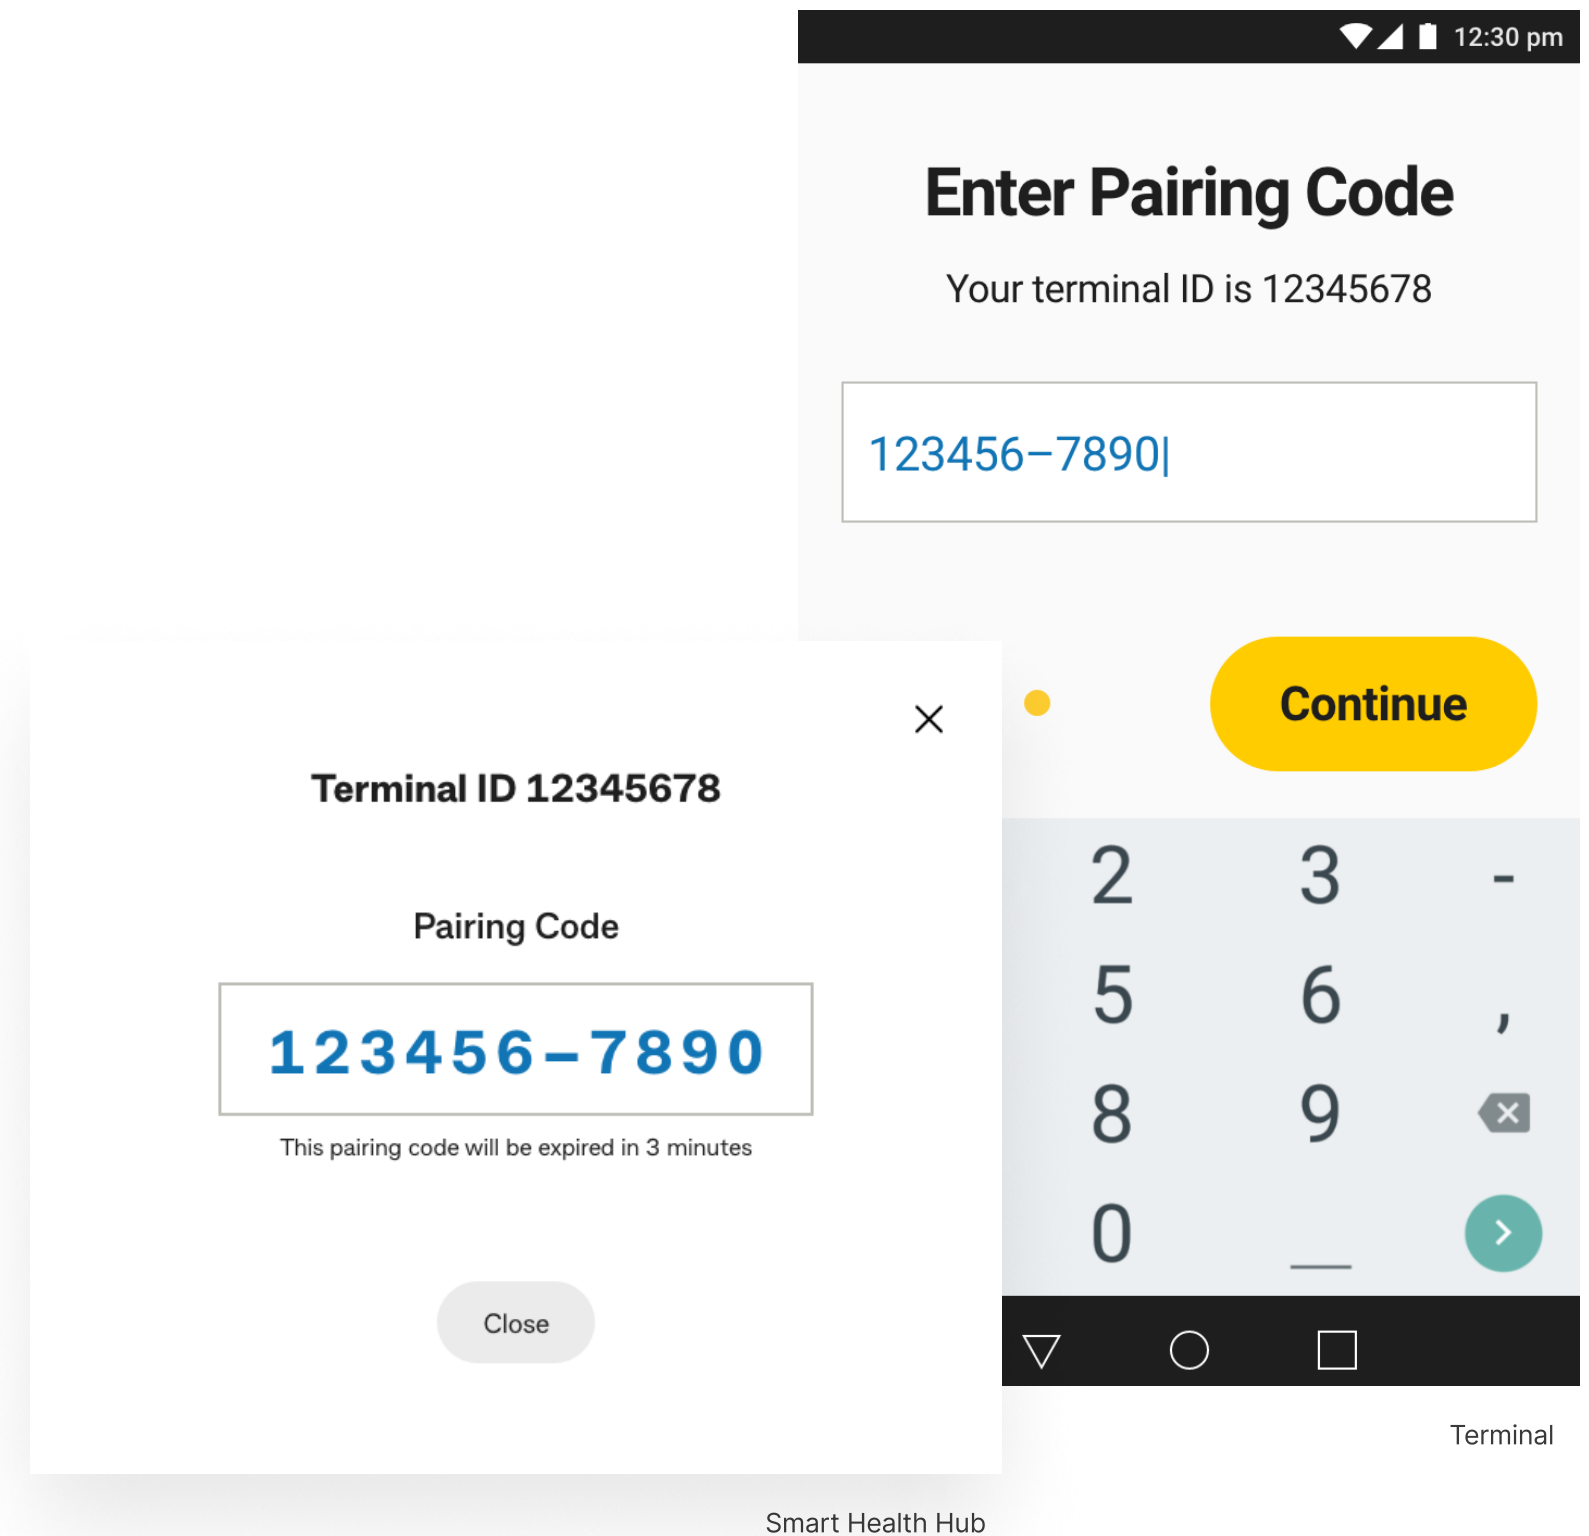 12:30 pm
Enter Pairing Code
Your terminal ID is 12345678
123456–7890
Continue
2 3 -
5 6 ,
8 9
0
Terminal
Terminal ID 12345678
Pairing Code
123456–7890
This pairing code will be expired in 3 minutes
Close
Smart Health Hub